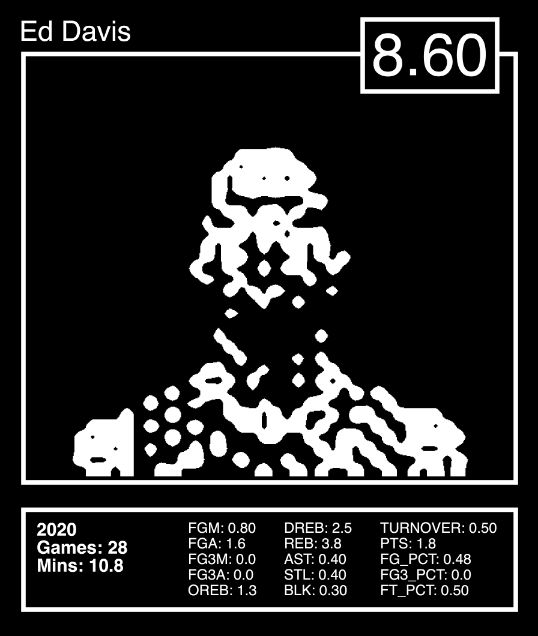 Ed Davis
8.60
2020
Games: 28
Mins: 10.8
FGM: 0.80
FGA: 1.6
FG3M: 0.0
FG3A: 0.0
OREB: 1.3
DREB: 2.5
REB: 3.8
AST: 0.40
STL: 0.40
BLK: 0.30
TURNOVER: 0.50
PTS: 1.8
FG_PCT: 0.48
FG3_PCT: 0.0
FT_PCT: 0.50